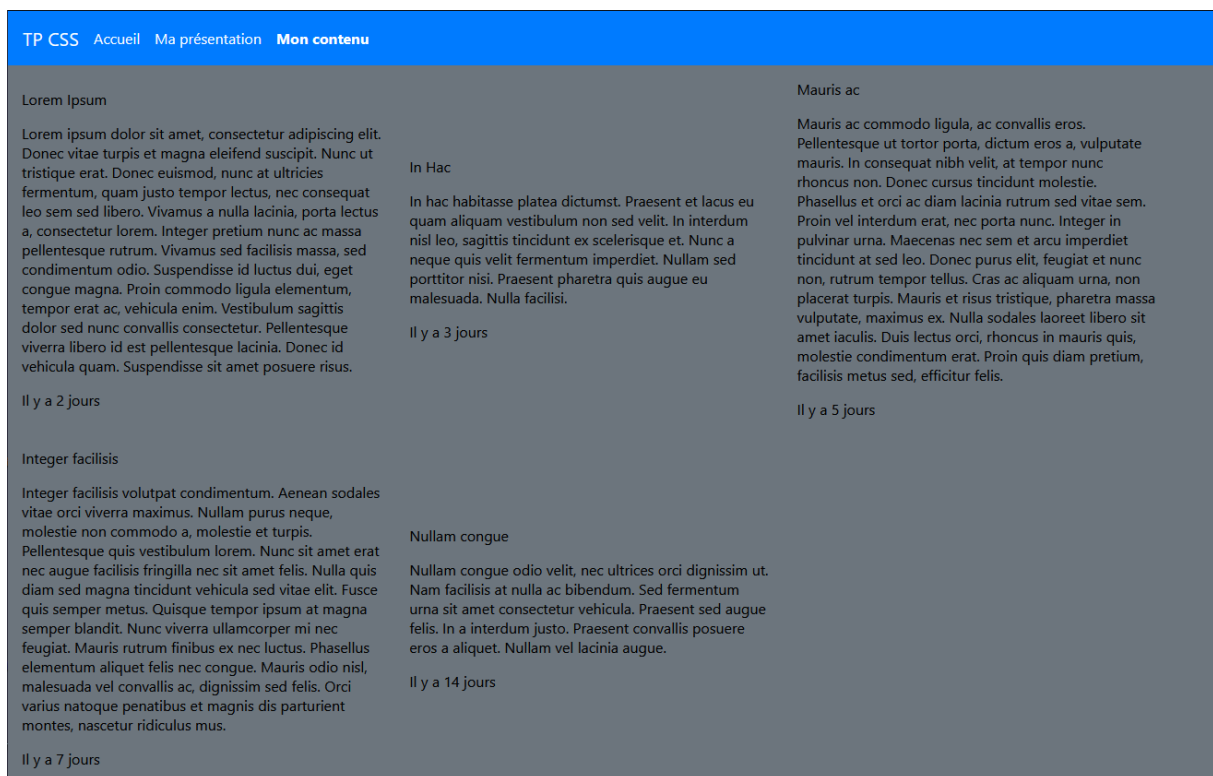 TP CSS Accueil Ma présentation Mon contenu
Lorem Ipsum
Lorem ipsum dolor sit amet, consectetur adipiscing elit.
Donec vitae turpis et magna eleifend suscipit. Nunc ut
tristique erat. Donec euismod, nunc at ultricies
fermentum, quam justo tempor lectus, nec consequat
leo sem sed libero. Vivamus a nulla lacinia, porta lectus
a, consectetur lorem. Integer pretium nunc ac massa
pellentesque rutrum. Vivamus sed facilisis massa, sed
condimentum odio. Suspendisse id luctus dui, eget
congue magna. Proin commodo ligula elementum,
tempor erat ac, vehicula enim. Vestibulum sagittis
dolor sed nunc convallis consectetur. Pellentesque
viverra libero id est pellentesque lacinia. Donec id
vehicula quam. Suspendisse sit amet posuere risus.
Il y a 2 jours
In Hac
In hac habitasse platea dictumst. Praesent et lacus eu
quam aliquam vestibulum non sed velit. In interdum
nisl leo, sagittis tincidunt ex scelerisque et. Nunc a
neque quis velit fermentum imperdiet. Nullam sed
porttitor nisi. Praesent pharetra quis augue eu
malesuada. Nulla facilisi.
Il y a 3 jours
Mauris ac
Mauris ac commodo ligula, ac convallis eros.
Pellentesque ut tortor porta, dictum eros a, vulputate
mauris. In consequat nibh velit, at tempor nunc
rhoncus non. Donec cursus tincidunt molestie.
Phasellus et orci ac diam lacinia rutrum sed vitae sem.
Proin vel interdum erat, nec porta nunc. Integer in
pulvinar urna. Maecenas nec sem et arcu imperdiet
tincidunt at sed leo. Donec purus elit, feugiat et nunc
non, rutrum tempor tellus. Cras ac aliquam urna, non
placerat turpis. Mauris et risus tristique, pharetra massa
vulputate, maximus ex. Nulla sodales laoreet libero sit
amet iaculis. Duis lectus orci, rhoncus in mauris quis,
molestie condimentum erat. Proin quis diam pretium,
facilisis metus sed, efficitur felis.
Il y a 5 jours
Integer facilisis
Integer facilisis volutpat condimentum. Aenean sodales
vitae orci viverra maximus. Nullam purus neque,
molestie non commodo a, molestie et turpis.
Pellentesque quis vestibulum lorem. Nunc sit amet erat
nec augue facilisis fringilla nec sit amet felis. Nulla quis
diam sed magna tincidunt vehicula sed vitae elit. Fusce
quis semper metus. Quisque tempor ipsum at magna
semper blandit. Nunc viverra ullamcorper mi nec
feugiat. Mauris rutrum finibus ex nec luctus. Phasellus
elementum aliquet felis nec congue. Mauris odio nisl,
malesuada vel convallis ac, dignissim sed felis. Orci
varius natoque penatibus et magnis dis parturient
montes, nascetur ridiculus mus.
Il y a 7 jours
Nullam congue
Nullam congue odio velit, nec ultrices orci dignissim ut.
Nam facilisis at nulla ac bibendum. Sed fermentum
urna sit amet consectetur vehicula. Praesent sed augue
felis. In a interdum justo. Praesent convallis posuere
eros a aliquet. Nullam vel lacinia augue.
Il y a 14 jours